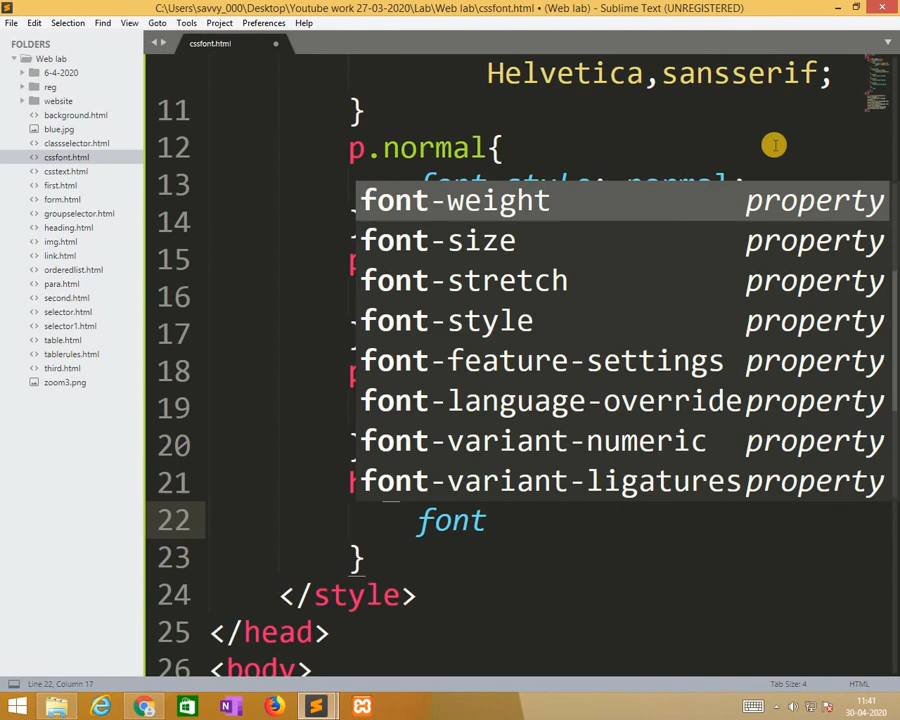 C:\Users\savvy_000\Desktop\Youtube work 27-03-2020\Lab\Web lab\cssfont.html • (Web lab) - Sublime Text (UNREGISTERED)
File Edit Selection Find View Goto Tools Project Preferences Help
FOLDERS
Web lab
6-4-2020
reg
website
background.html
blue.jpg
classselector.html
cssfont.html
csstext.html
first.html
form.html
groupselector.html
heading.html
img.html
link.html
orderedlist.html
para.html
second.html
selector.html
selector1.html
table.html
tablerules.html
third.html
zoom3.png
cssfont.html
Helvetica,sansserif;
11 }
12 p.normal{
13 font-style: normal;
14
15
16
17
18
19
20
21
font-weight property
font-size property
font-stretch property
font-style property
font-feature-settings property
font-language-override property
font-variant-numeric property
font-variant-ligatures property
22 font
23 }
24 </style>
25 </head>
26 <body>
Line 22, Column 17
Tab Size: 4
HTML
11:41
30-04-2020